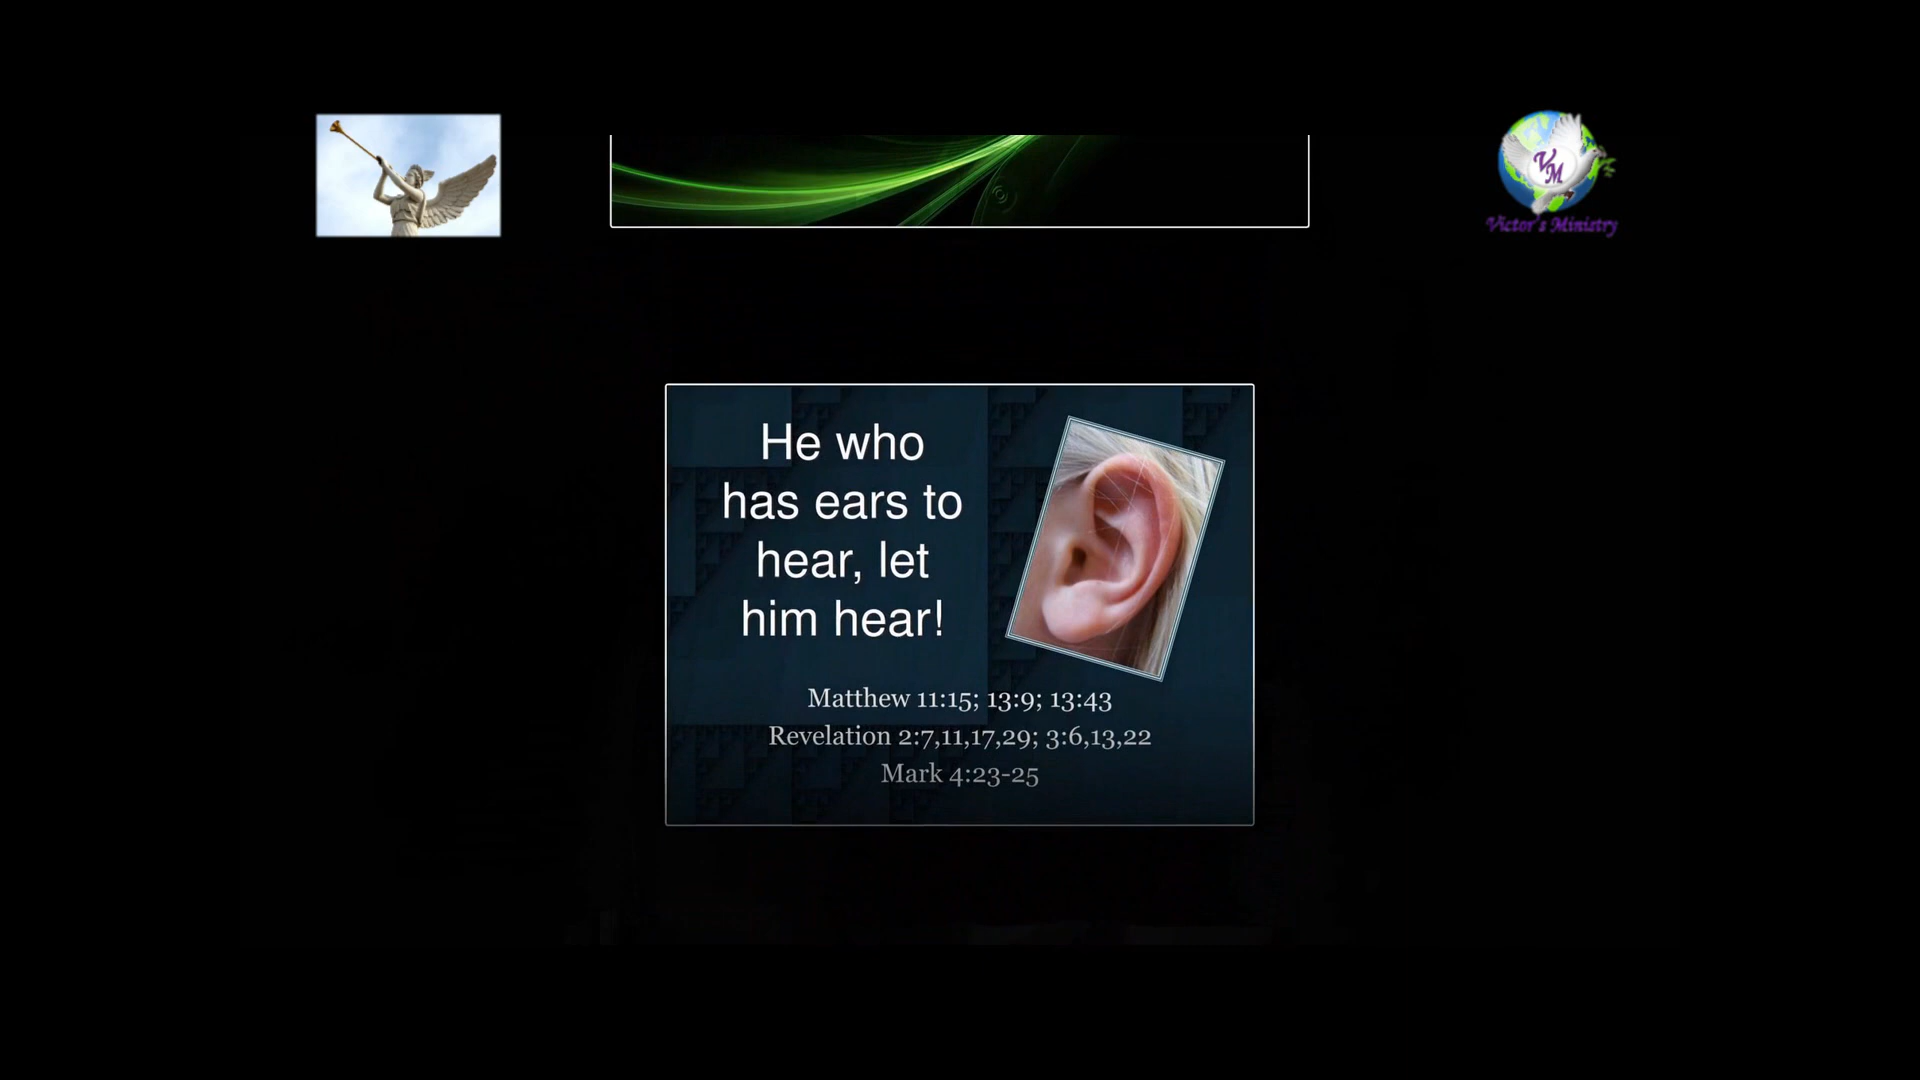 VM
Victor's Ministry
He who
has ears to
hear, let
him hear!
Matthew 11:15; 13:9; 13:43
Revelation 2:7,11,17,29; 3:6,13,22
Mark 4:23-25